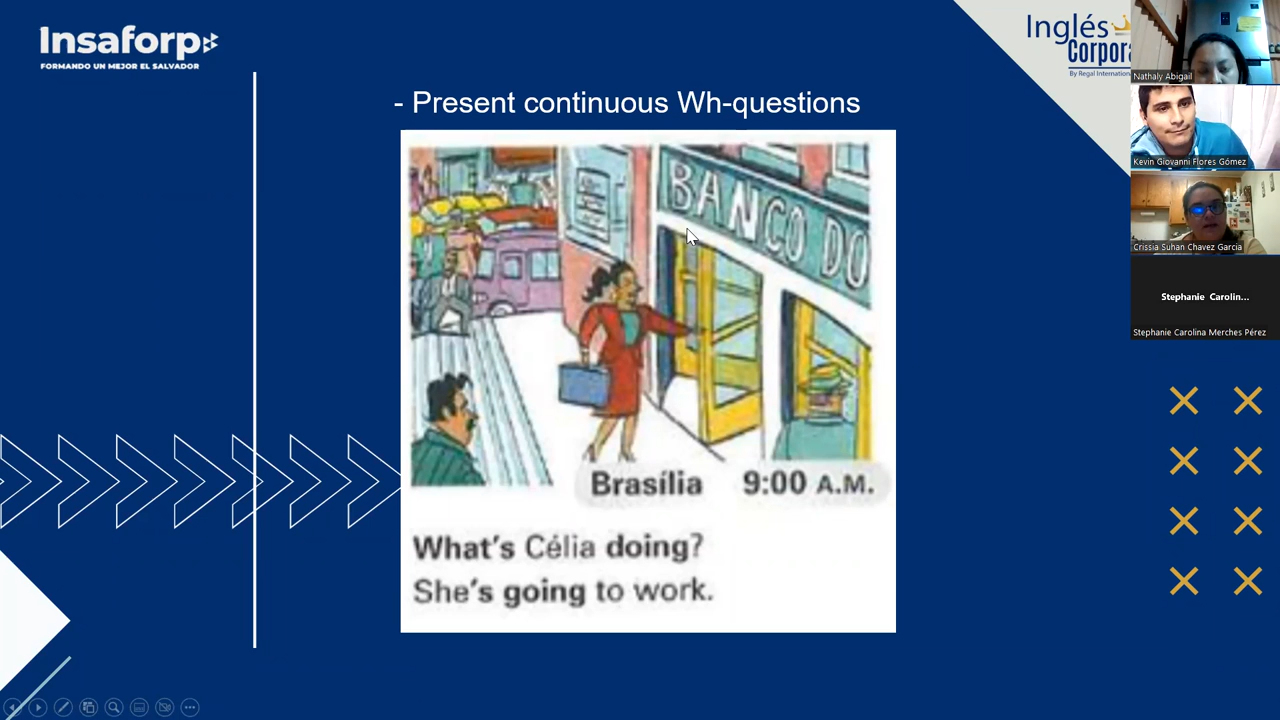 Insaforp
FORMANDO UN MEJOR EL SALVADOR
Inglés
Corpora
By Regal Internation
- Present continuous Wh-questions
BANCO DO
Brasília 9:00 A.M.
What's Célia doing?
She's going to work.
Nathaly Abigail
Kevin Giovanni Flores Gómez
Crissia Suhan Chavez Garcia
Stephanie Carolin...
Stephanie Carolina Merches Pérez